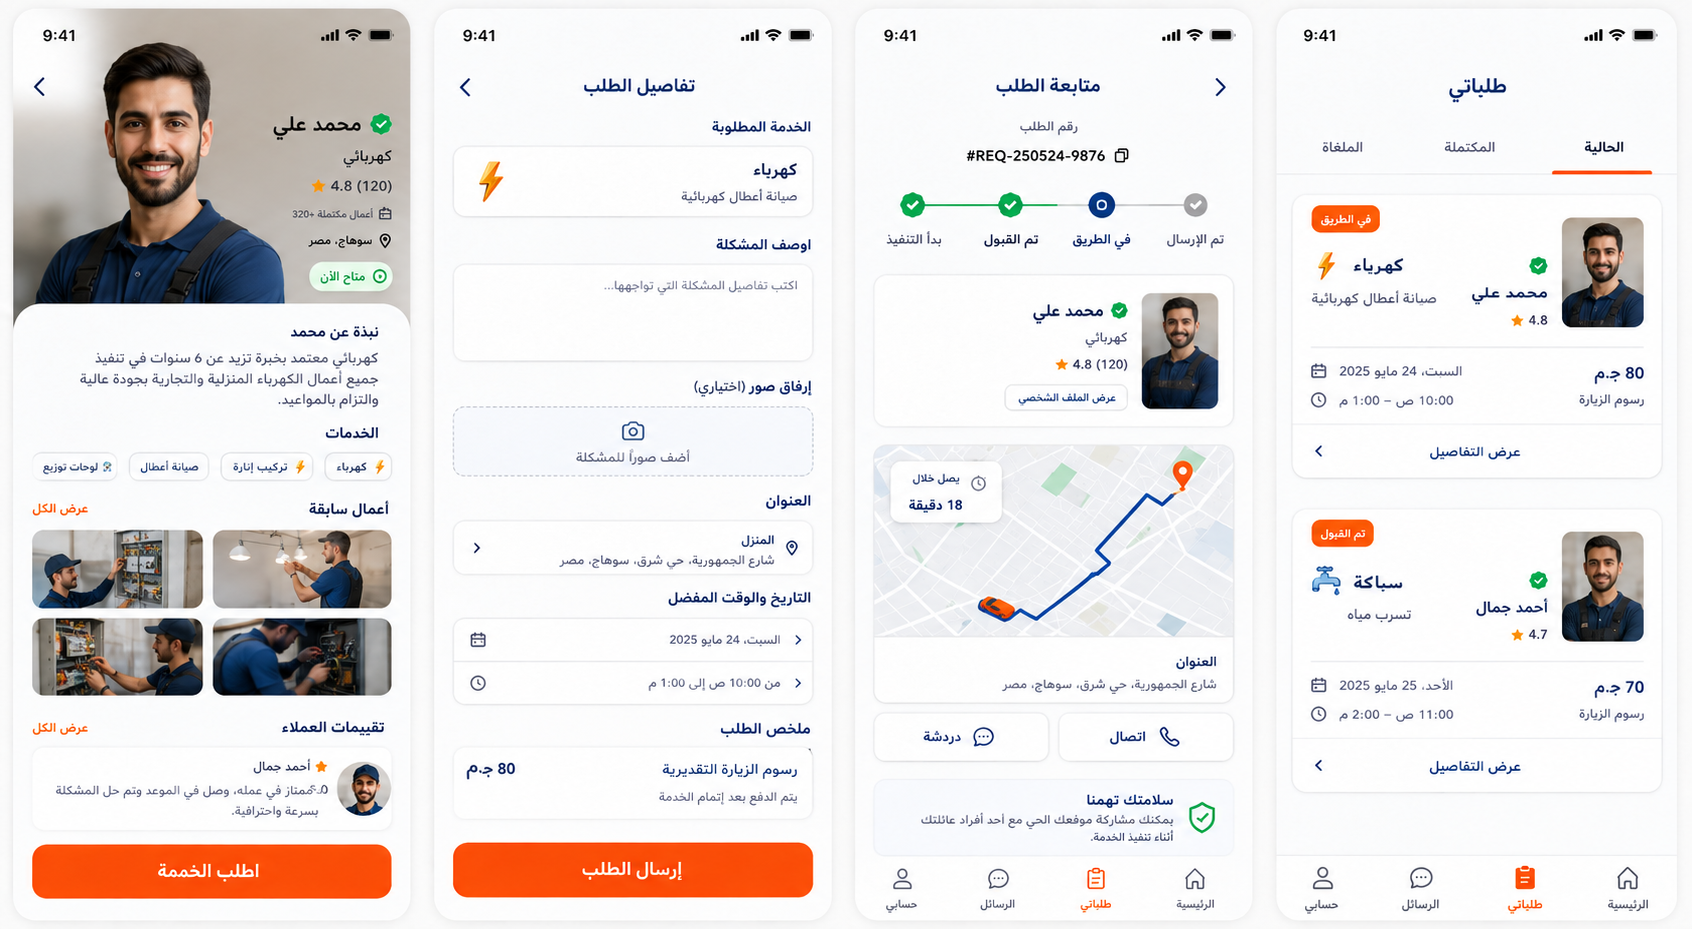 9:41
محمد علي
كهربائي
4.8 (120)
أعمال مكتملة +320
سوهاج، مصر
متاح الآن
نبذة عن محمد
كهربائي معتمد بخبرة تزيد عن 6 سنوات في تنفيذ
جميع أعمال الكهرباء المنزلية والتجارية بجودة عالية
والتزام بالمواعيد.
الخدمات
كهرباء
تركيب إنارة
صيانة أعطال
لوحات توزيع
أعمال سابقة
عرض الكل
تقييمات العملاء
عرض الكل
أحمد جمال
ممتاز في عمله، وصل في الموعد وتم حل المشكلة
بسرعة واحترافية.
اطلب الخممة
9:41
تفاصيل الطلب
الخدمة المطلوبة
كهرباء
صيانة أعطال كهربائية
اوصف المشكلة
اكتب تفاصيل المشكلة التي تواجهها...
إرفاق صور (اختياري)
أضف صوراً للمشكلة
العنوان
المنزل
شارع الجمهورية، حي شرق، سوهاج، مصر
التاريخ والوقت المفضل
السبت، 24 مايو 2025
من 10:00 ص إلى 1:00 م
ملخص الطلب
رسوم الزيارة التقديرية
80 ج.م
يتم الدفع بعد إتمام الخدمة
إرسال الطلب
9:41
متابعة الطلب
رقم الطلب
#REQ-250524-9876
تم الإرسال
في الطريق
تم القبول
بدأ التنفيذ
محمد علي
كهربائي
4.8 (120)
عرض الملف الشخصي
يصل خلال
18 دقيقة
العنوان
شارع الجمهورية، حي شرق، سوهاج، مصر
اتصال
دردشة
سلامتك تهمنا
يمكنك مشاركة موقعك الحي مع أحد أفراد عائلتك
أثناء تنفيذ الخدمة.
الرئيسية
طلباتي
الرسائل
حسابي
9:41
طلباتي
الحالية
المكتملة
الملغاة
في الطريق
كهرباء
صيانة أعطال كهربائية
محمد علي
4.8
80 ج.م
رسوم الزيارة
السبت، 24 مايو 2025
10:00 ص – 1:00 م
عرض التفاصيل
تم القبول
سباكة
تسرب مياه
أحمد جمال
4.7
70 ج.م
رسوم الزيارة
الأحد، 25 مايو 2025
11:00 ص – 2:00 م
عرض التفاصيل
الرئيسية
طلباتي
الرسائل
حسابي